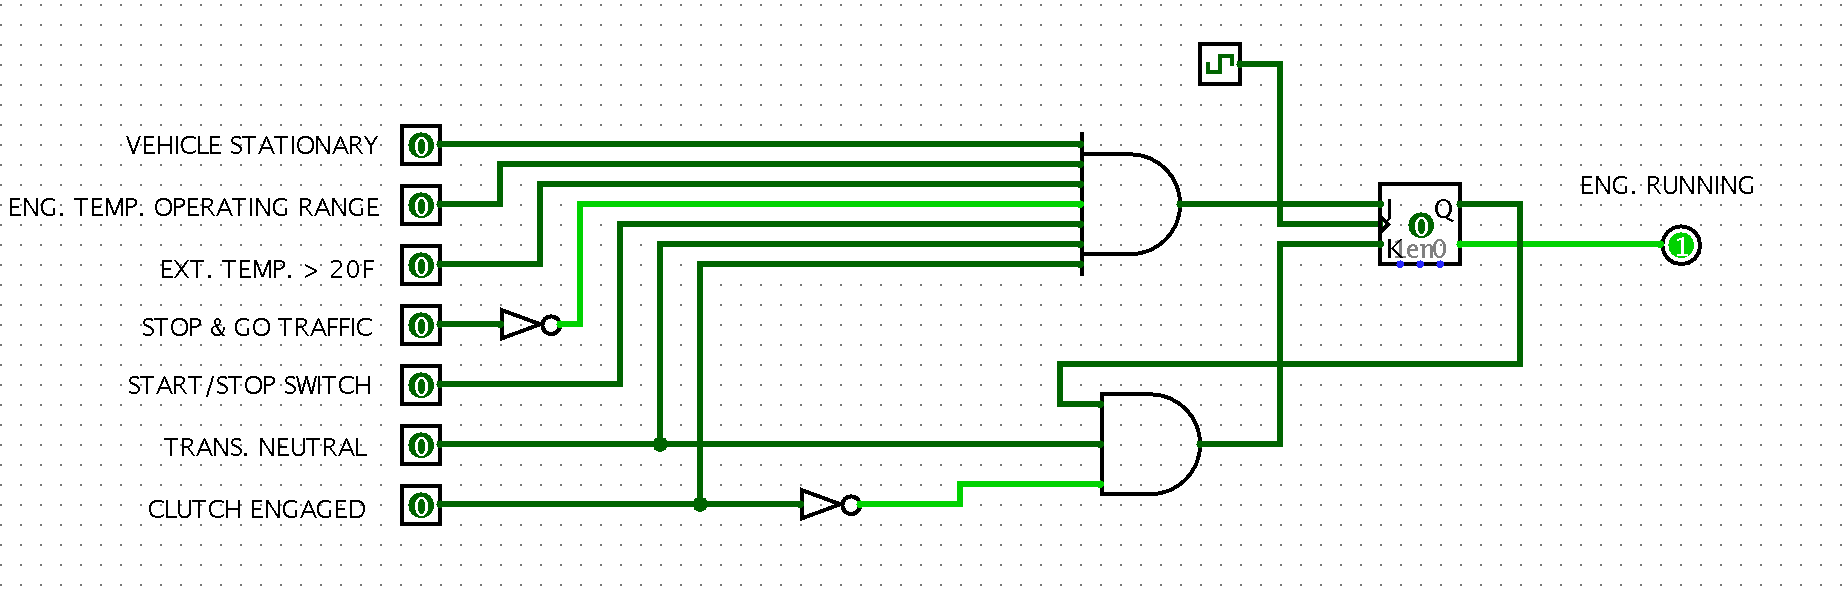 VEHICLE STATIONARY
0
ENG. TEMP. OPERATING RANGE
0
EXT. TEMP. > 20F
0
STOP & GO TRAFFIC
0
START/STOP SWITCH
0
TRANS. NEUTRAL
0
CLUTCH ENGAGED
0
J
Q
0
K
1en0
ENG. RUNNING
1